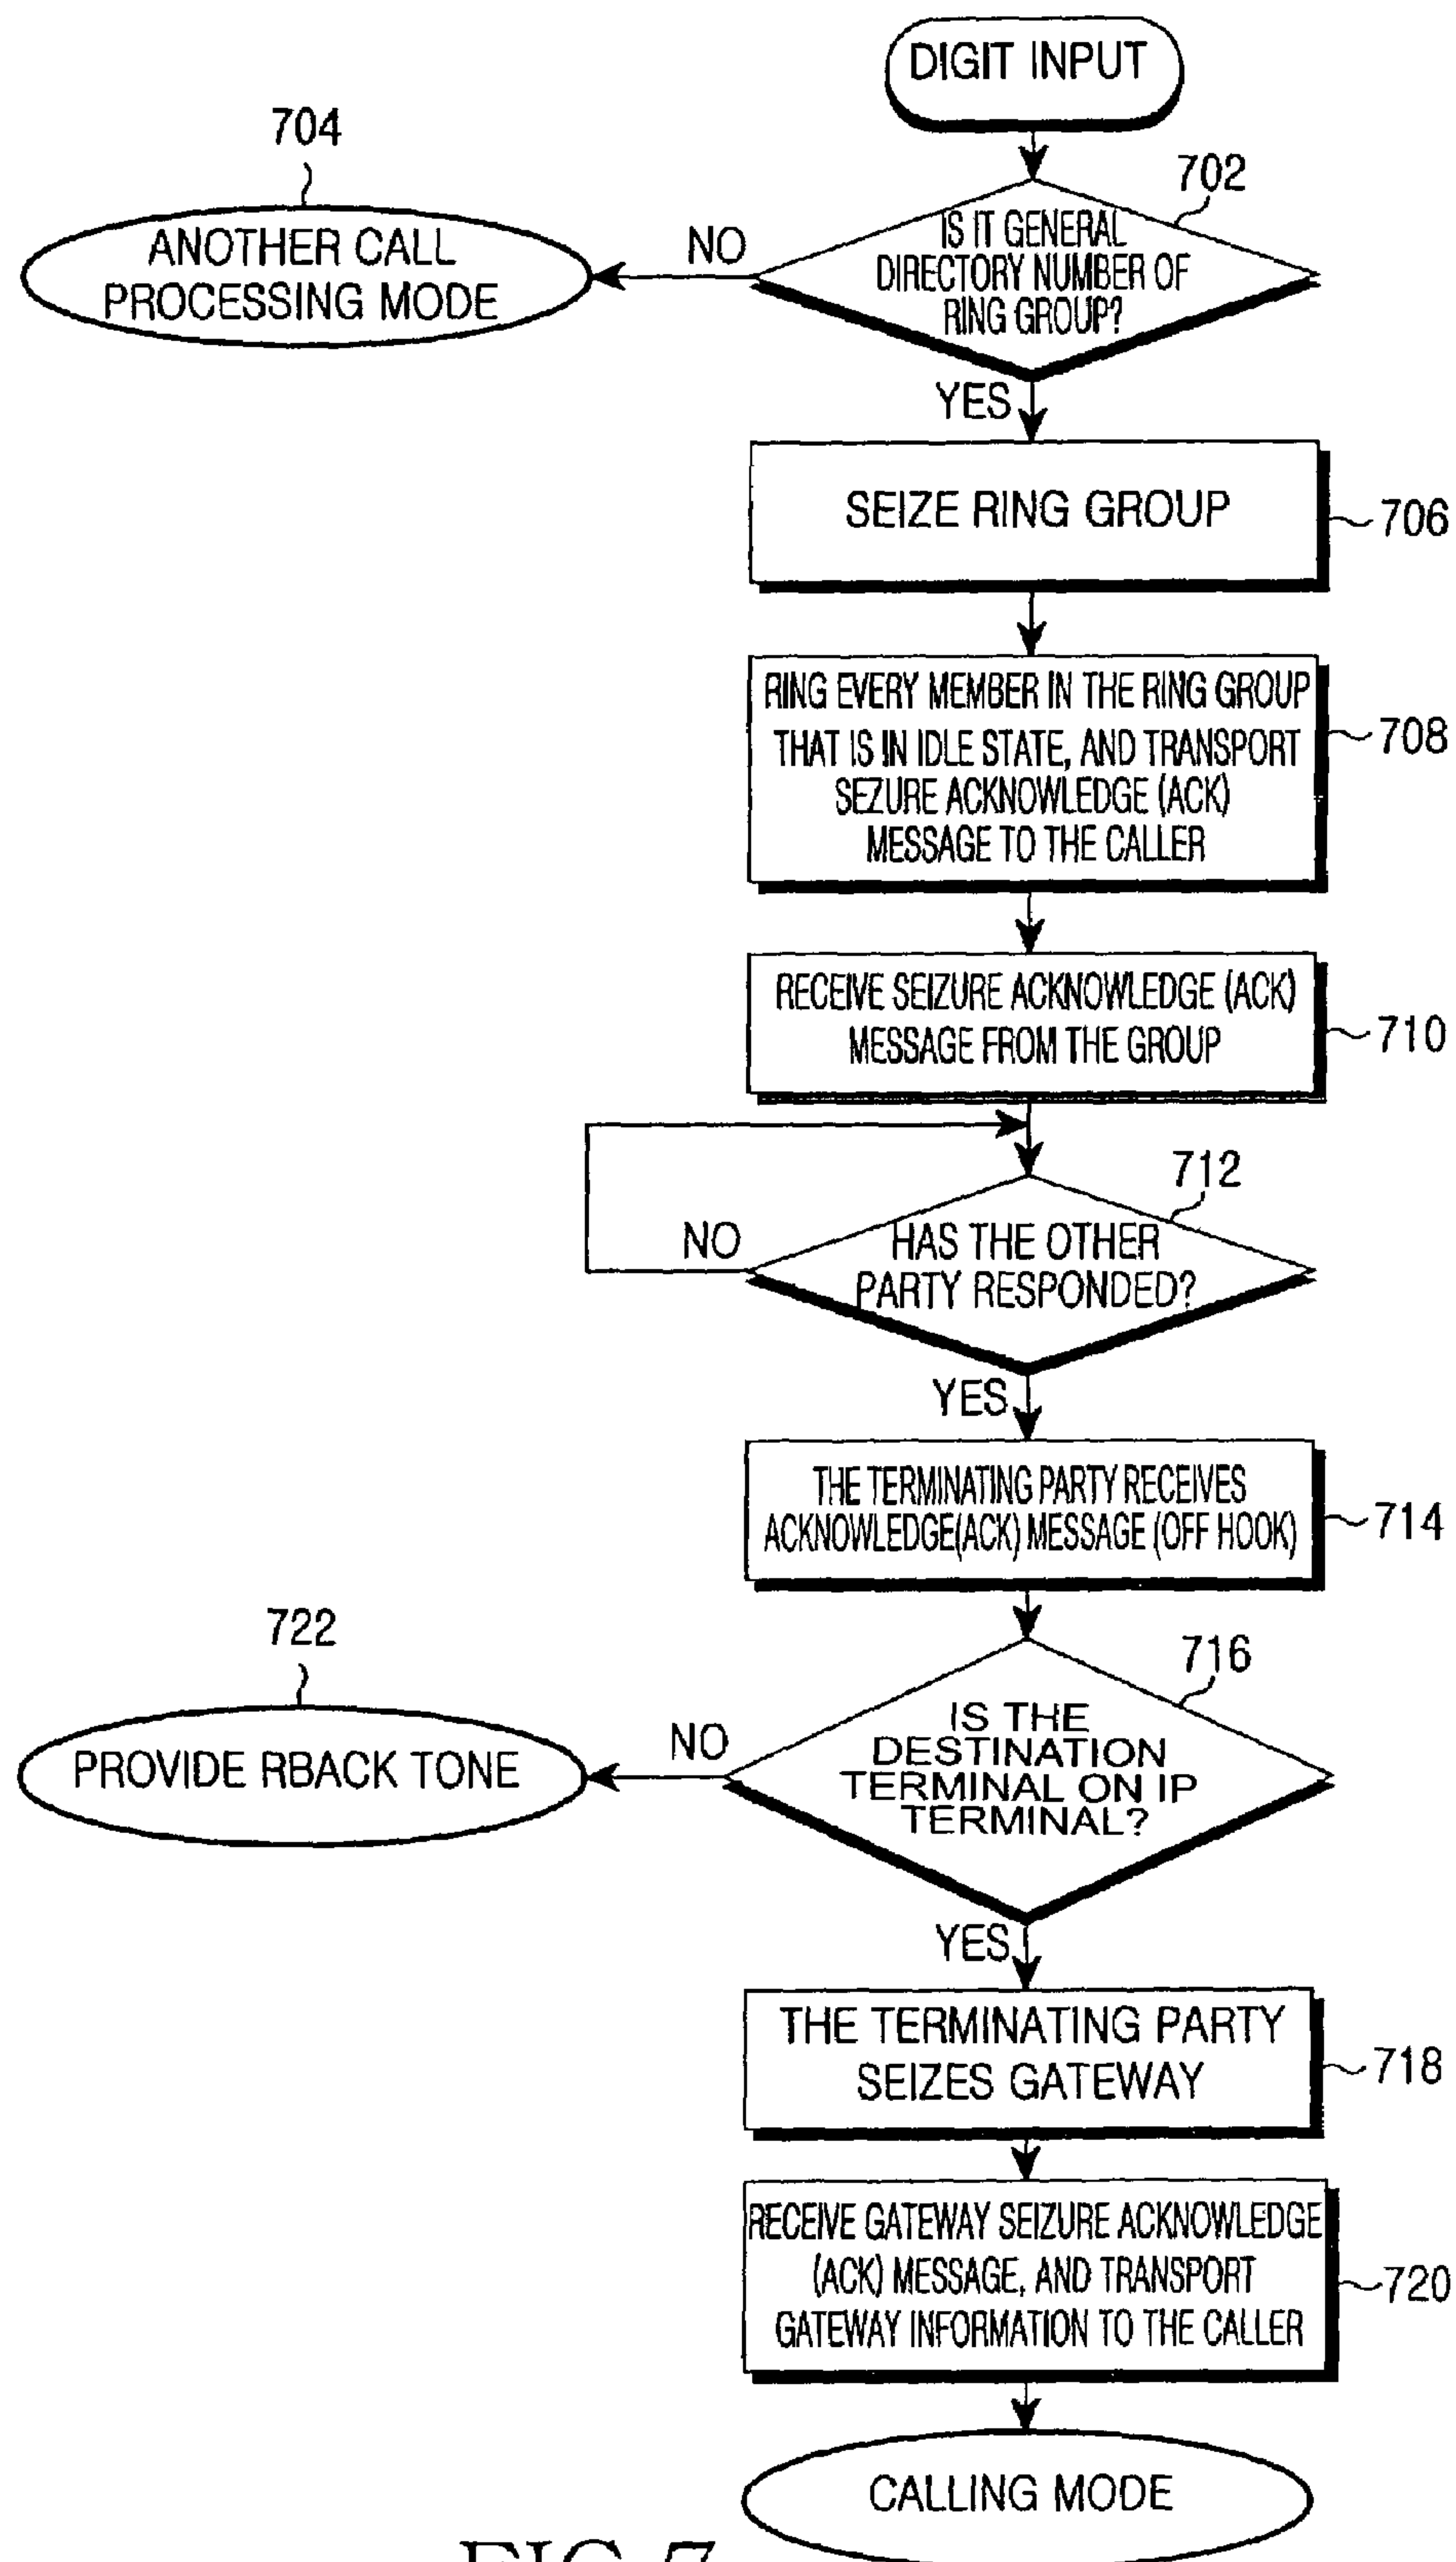 DIGIT INPUT
704
702
ANOTHER CALL
PROCESSING MODE
NO
IS IT GENERAL
DIRECTORY NUMBER OF
RING GROUP?
YES
SEIZE RING GROUP
706
RING EVERY MEMBER IN THE RING GROUP
THAT IS IN IDLE STATE, AND TRANSPORT
SEZURE ACKNOWLEDGE (ACK)
MESSAGE TO THE CALLER
708
RECEIVE SEIZURE ACKNOWLEDGE (ACK)
MESSAGE FROM THE GROUP
710
712
NO
HAS THE OTHER
PARTY RESPONDED?
YES
THE TERMINATING PARTY RECEIVES
ACKNOWLEDGE(ACK) MESSAGE (OFF HOOK)
714
722
716
PROVIDE RBACK TONE
NO
IS THE
DESTINATION
TERMINAL ON IP
TERMINAL?
YES
THE TERMINATING PARTY
SEIZES GATEWAY
718
RECEIVE GATEWAY SEIZURE ACKNOWLEDGE
(ACK) MESSAGE, AND TRANSPORT
GATEWAY INFORMATION TO THE CALLER
720
CALLING MODE
FIG 7